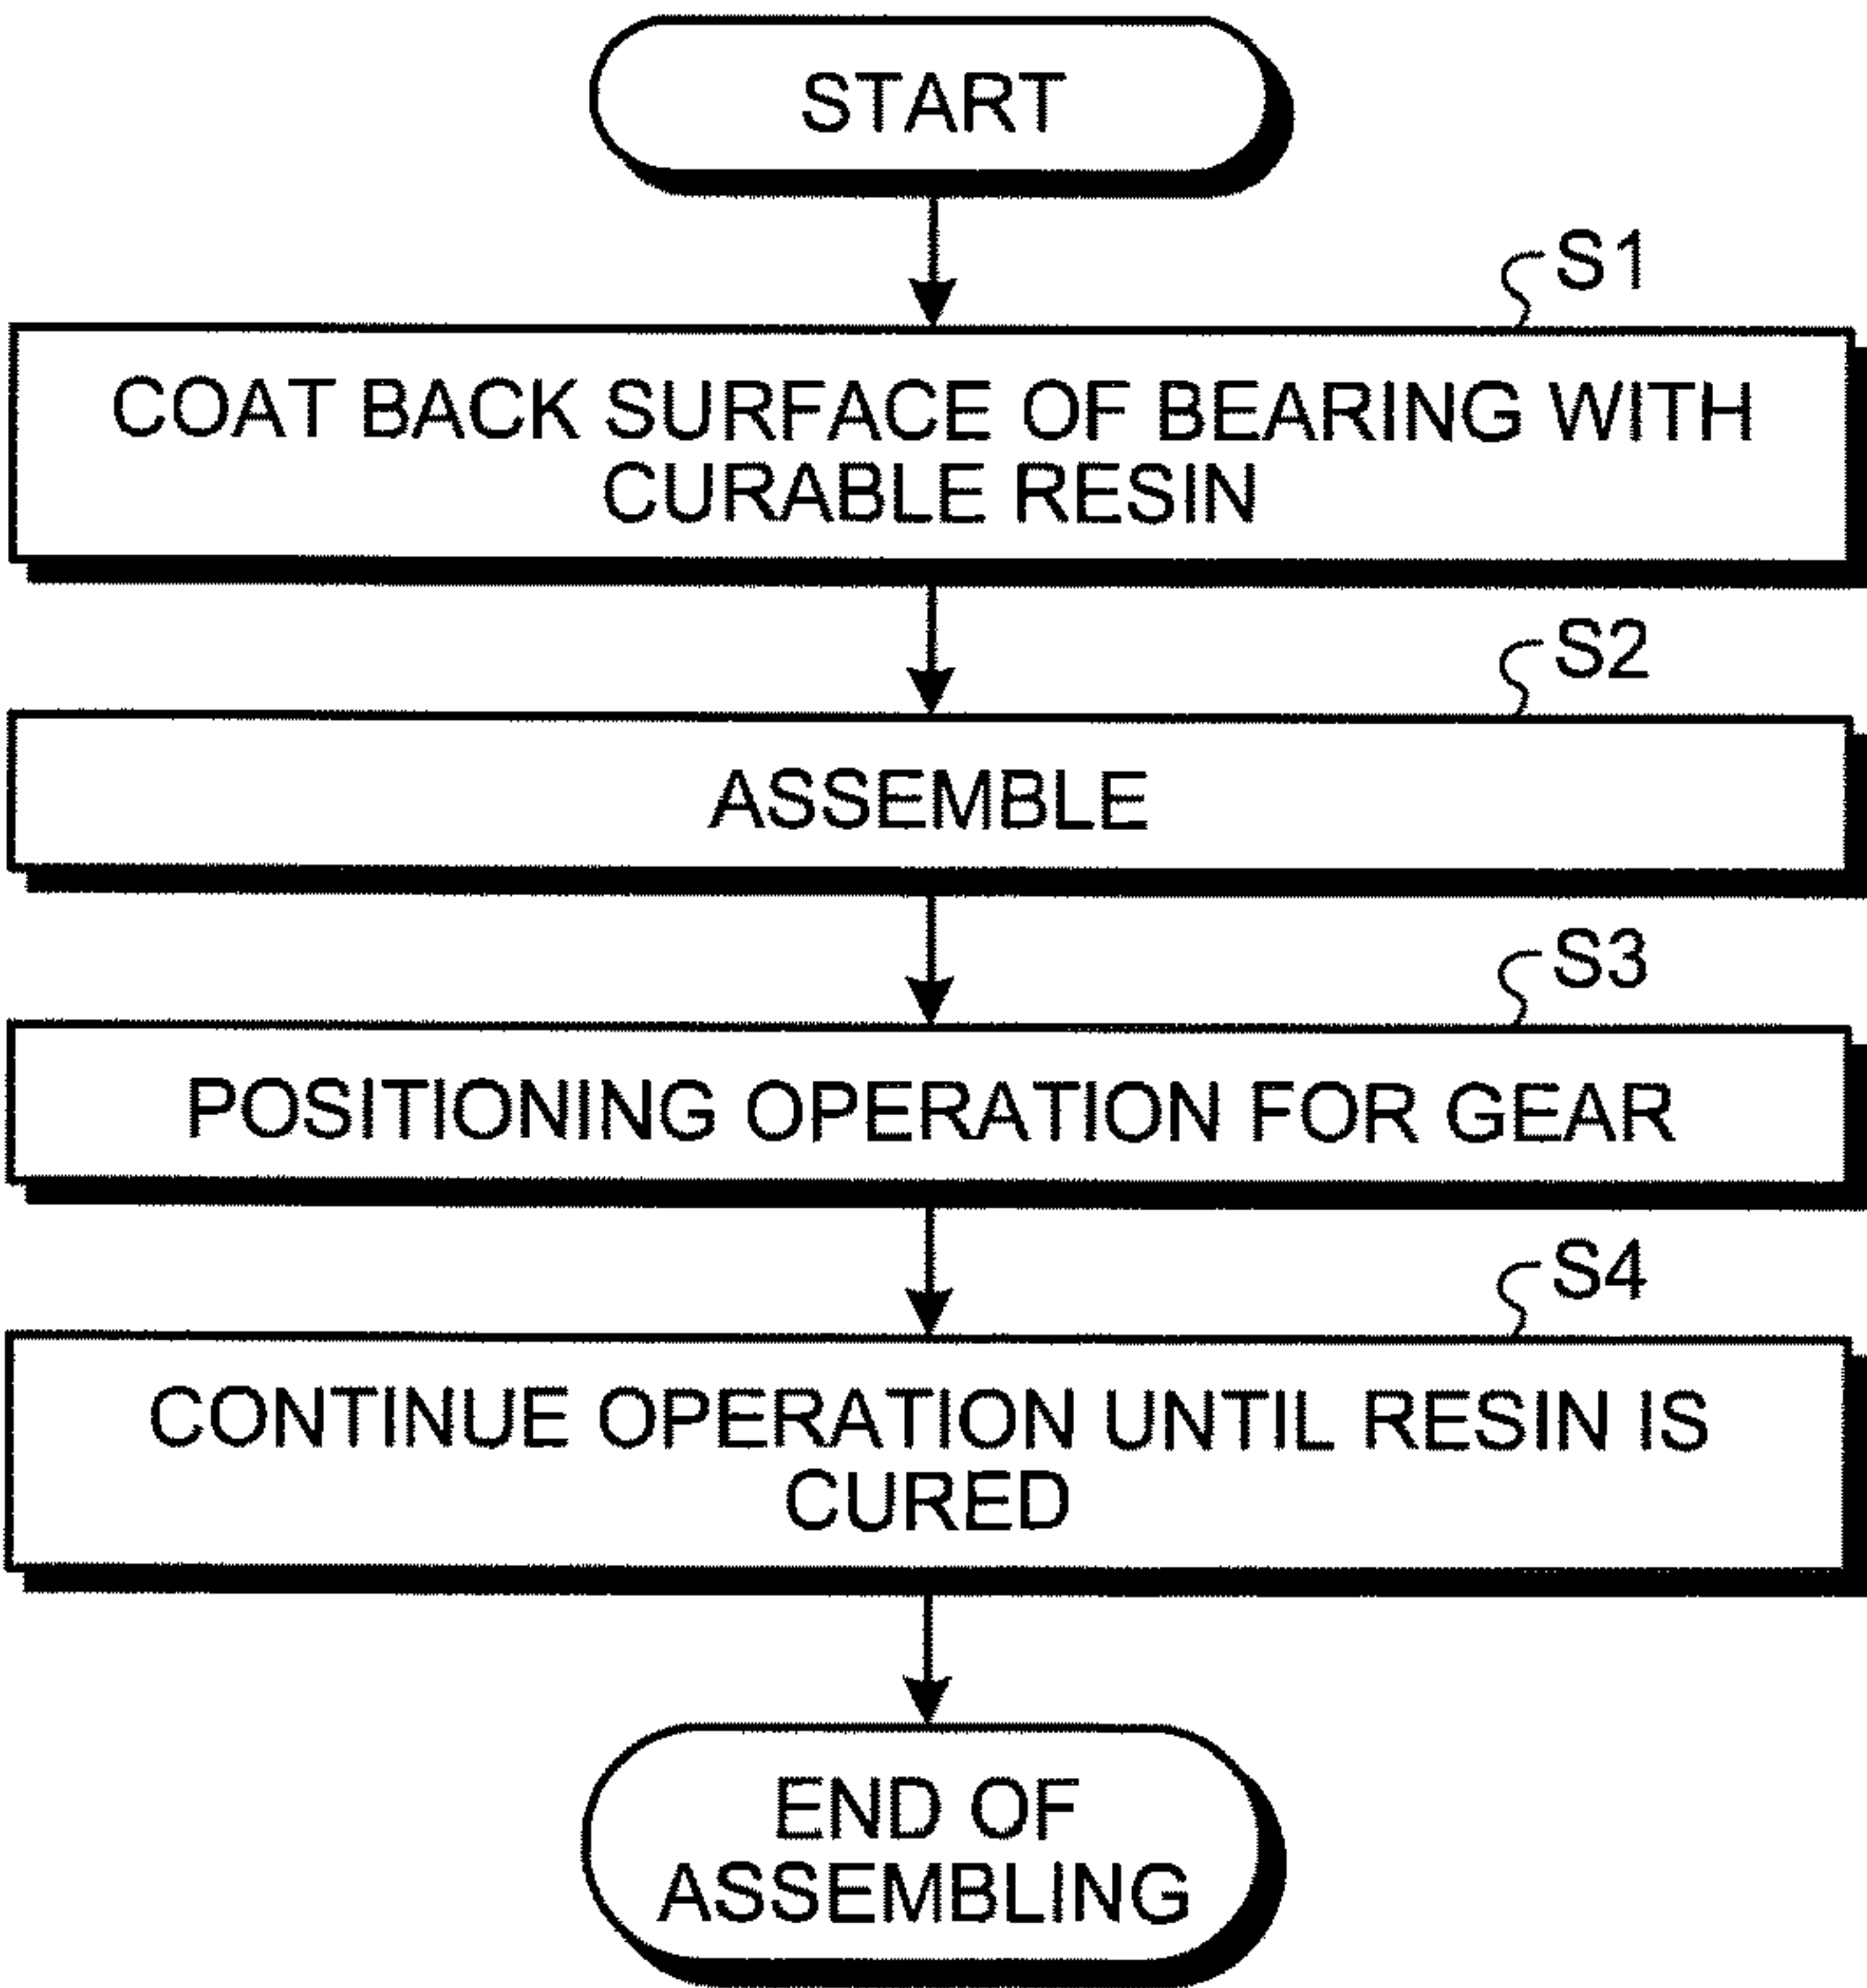 START
S1
COAT BACK SURFACE OF BEARING WITH
CURABLE RESIN
S2
ASSEMBLE
S3
POSITIONING OPERATION FOR GEAR
S4
CONTINUE OPERATION UNTIL RESIN IS
CURED
END OF
ASSEMBLING